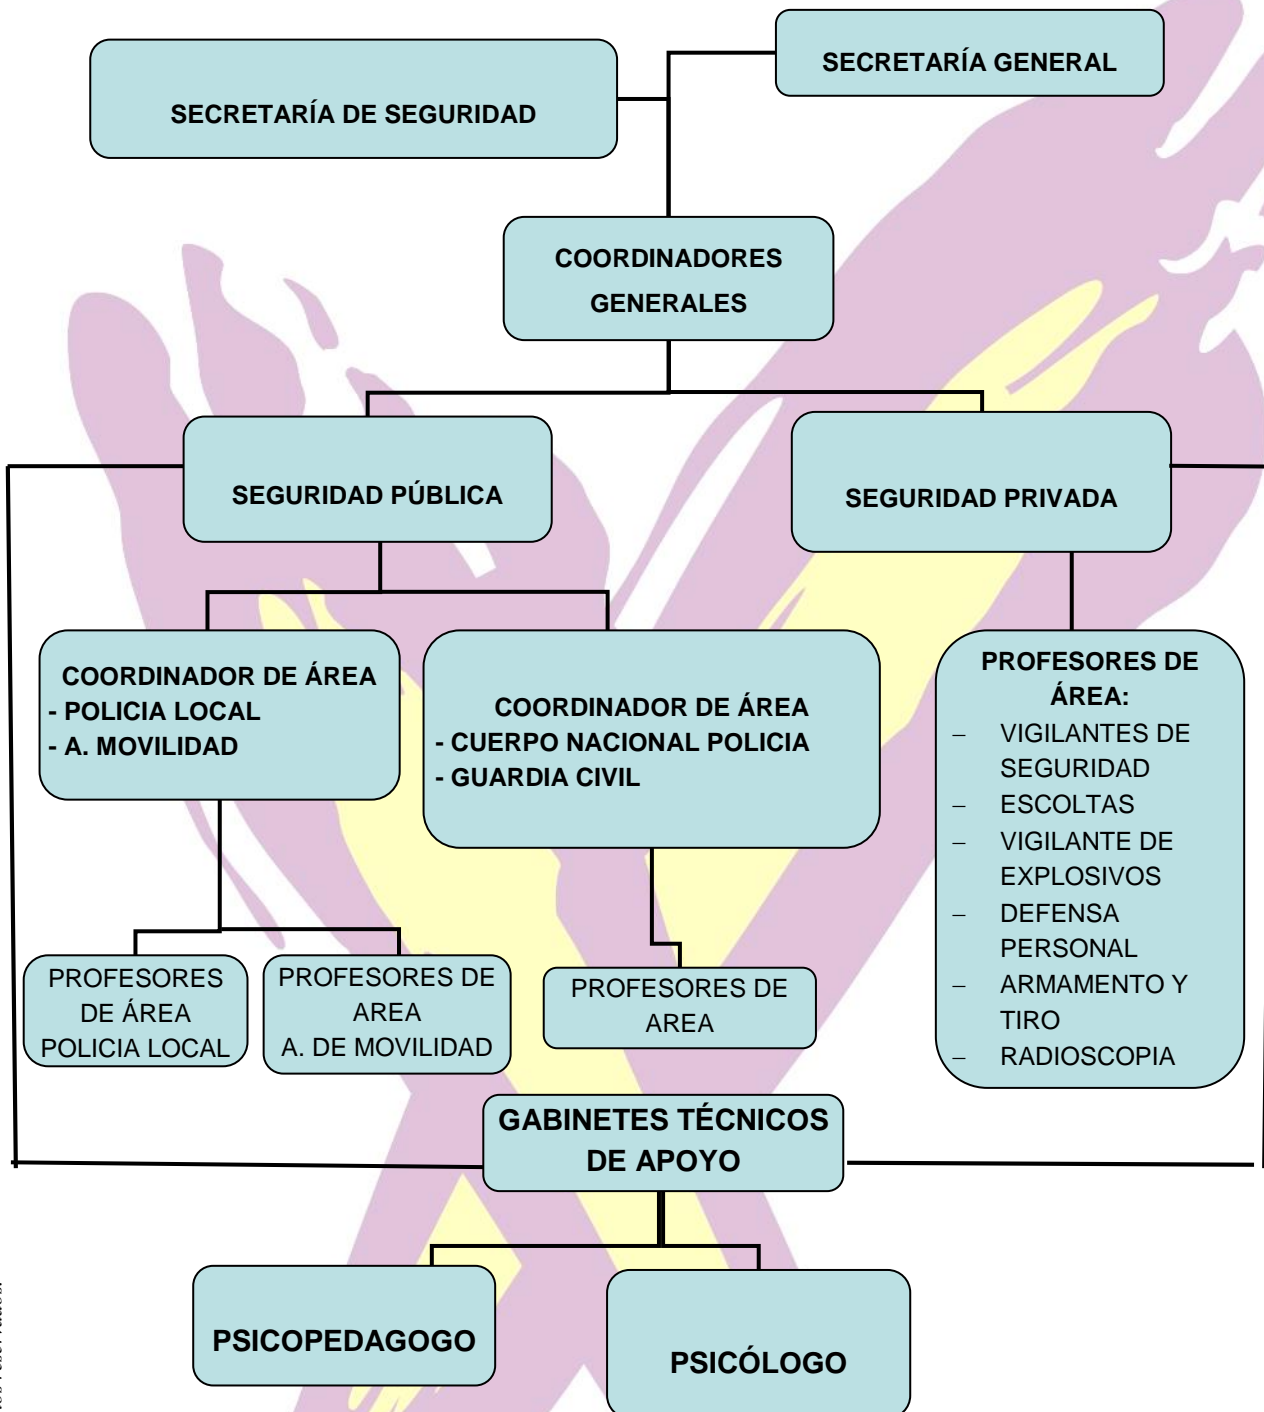 SECRETARÍA GENERAL
SECRETARÍA DE SEGURIDAD
COORDINADORES
GENERALES
SEGURIDAD PÚBLICA
SEGURIDAD PRIVADA
COORDINADOR DE ÁREA
- POLICIA LOCAL
- A. MOVILIDAD
COORDINADOR DE ÁREA
- CUERPO NACIONAL POLICIA
- GUARDIA CIVIL
PROFESORES DE
ÁREA:
– VIGILANTES DE
SEGURIDAD
– ESCOLTAS
– VIGILANTE DE
EXPLOSIVOS
– DEFENSA
PERSONAL
– ARMAMENTO Y
TIRO
– RADIOSCOPIA
PROFESORES
DE ÁREA
POLICIA LOCAL
PROFESORES DE
AREA
A. DE MOVILIDAD
PROFESORES DE
AREA
GABINETES TÉCNICOS
DE APOYO
PSICOPEDAGOGO
PSICÓLOGO